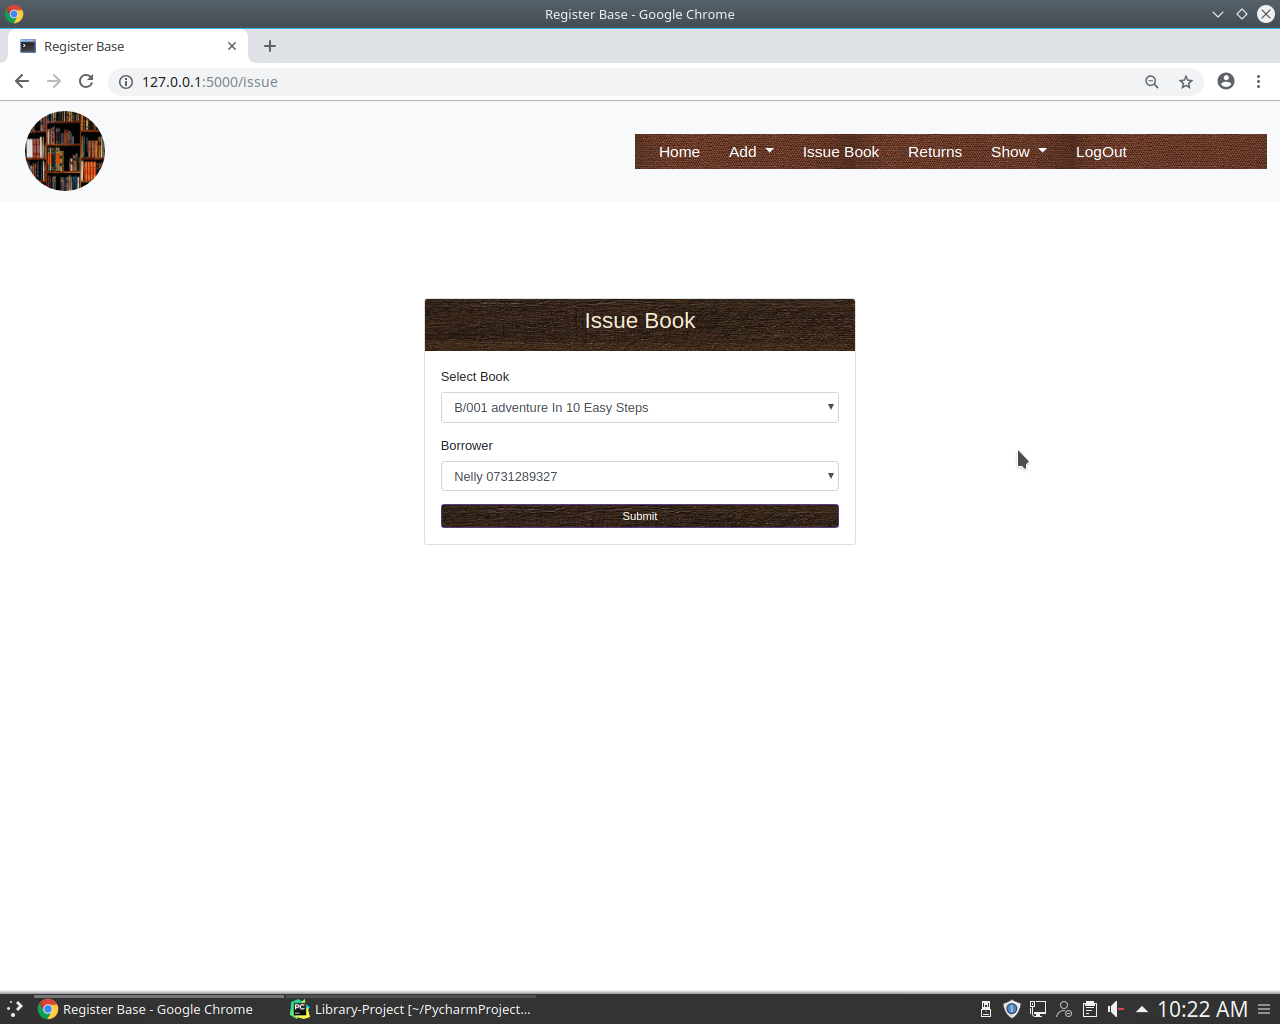 Register Base - Google Chrome
Register Base
127.0.0.1:5000/issue
Home Add Issue Book Returns Show LogOut
Issue Book
Select Book
B/001 adventure In 10 Easy Steps
Borrower
Nelly 0731289327
Submit
Register Base - Google Chrome
PC
Library-Project [~/PycharmProject...
10:22 AM